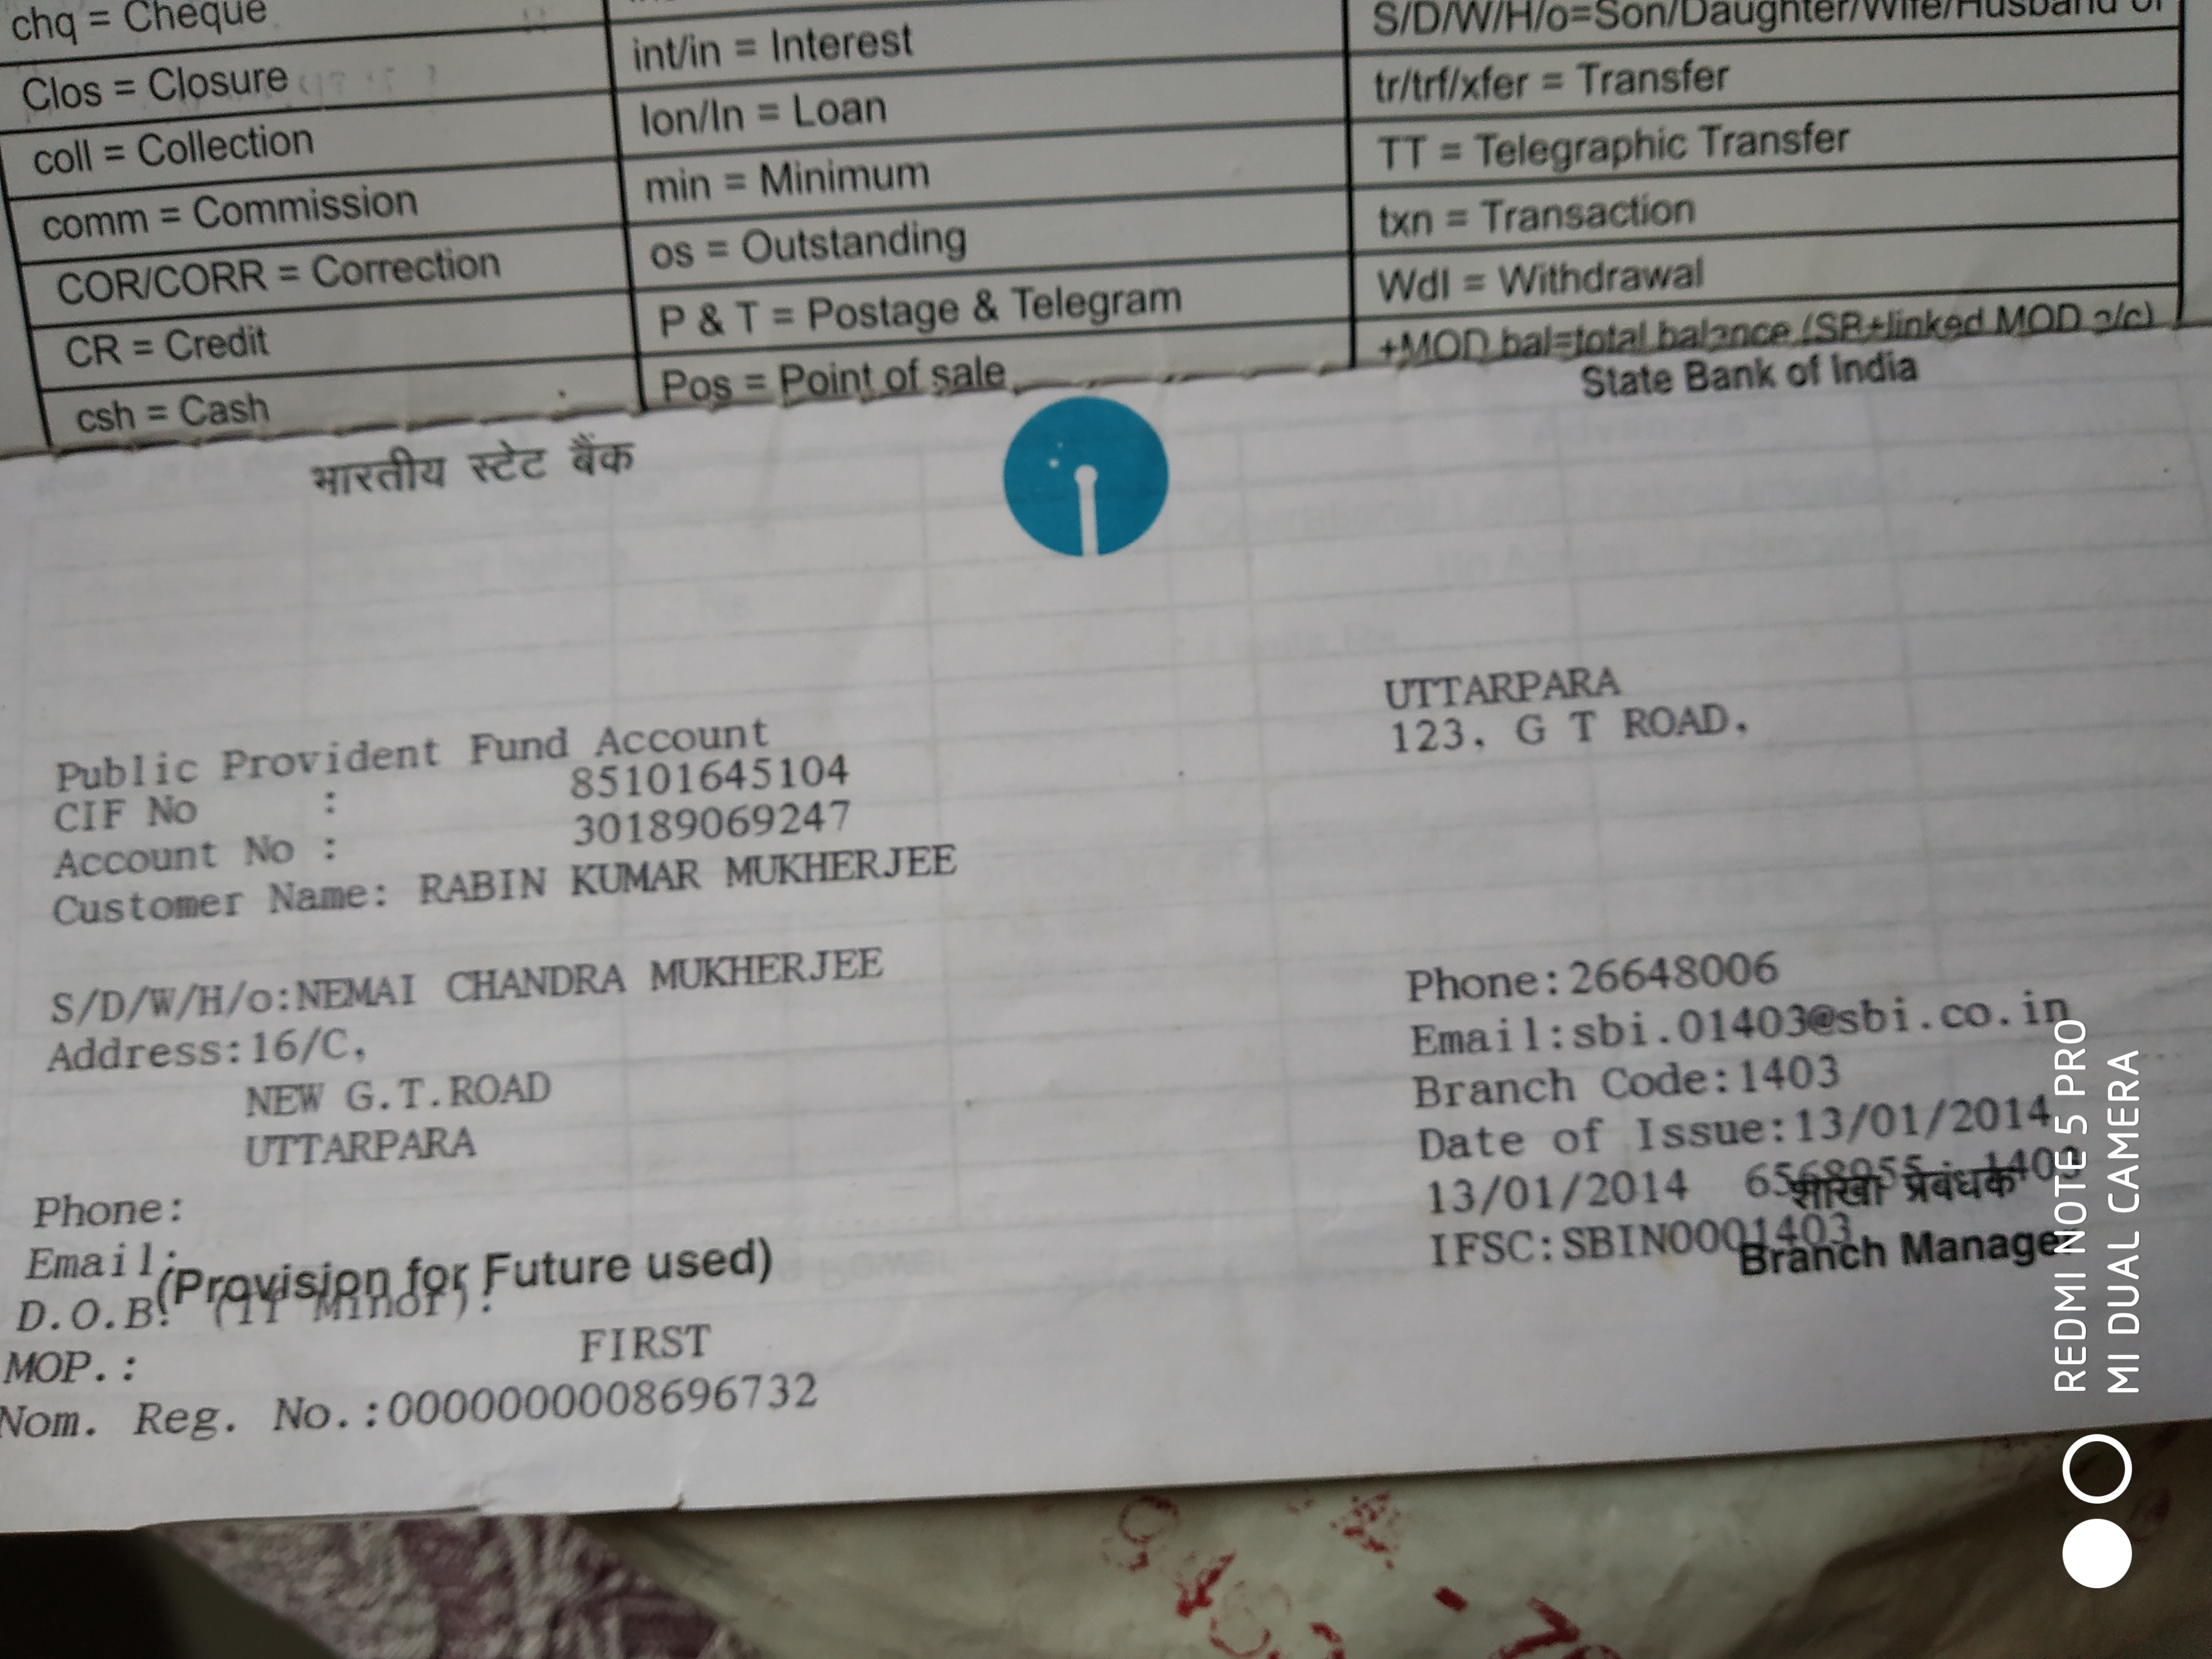 chq = Cheque
Clos = Closure int/in = Interest S/D/W/H/o=Son/Daughter/Wife/Husband of
coll = Collection lon/ln = Loan tr/trf/xfer = Transfer
comm = Commission min = Minimum TT = Telegraphic Transfer
COR/CORR = Correction os = Outstanding txn = Transaction
CR = Credit P & T = Postage & Telegram Wdl = Withdrawal
csh = Cash Pos = Point of sale +MOD bal=total balance (SB+linked MOD a/c)
भारतीय स्टेट बैंक State Bank of India
Public Provident Fund Account UTTARPARA
CIF No : 85101645104 123, G T ROAD,
Account No : 30189069247
Customer Name: RABIN KUMAR MUKHERJEE
S/D/W/H/o:NEMAI CHANDRA MUKHERJEE Phone:26648006
Address:16/C, Email:sbi.01403@sbi.co.in
NEW G.T.ROAD Branch Code:1403
UTTARPARA Date of Issue:13/01/2014
Phone: 13/01/2014
शाखा प्रबंधक
Email: IFSC:SBIN0001403
(Provision for Future used) Branch Manager
D.O.B. (If Minor):
MOP.: FIRST
Nom. Reg. No.:0000000008696732
REDMI NOTE 5 PRO
MI DUAL CAMERA